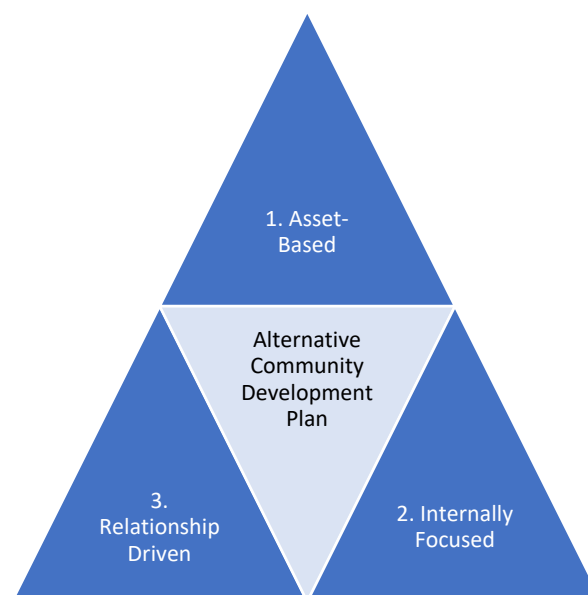 1. Asset-
Based
Alternative
Community
Development
Plan
3.
Relationship
Driven
2. Internally
Focused